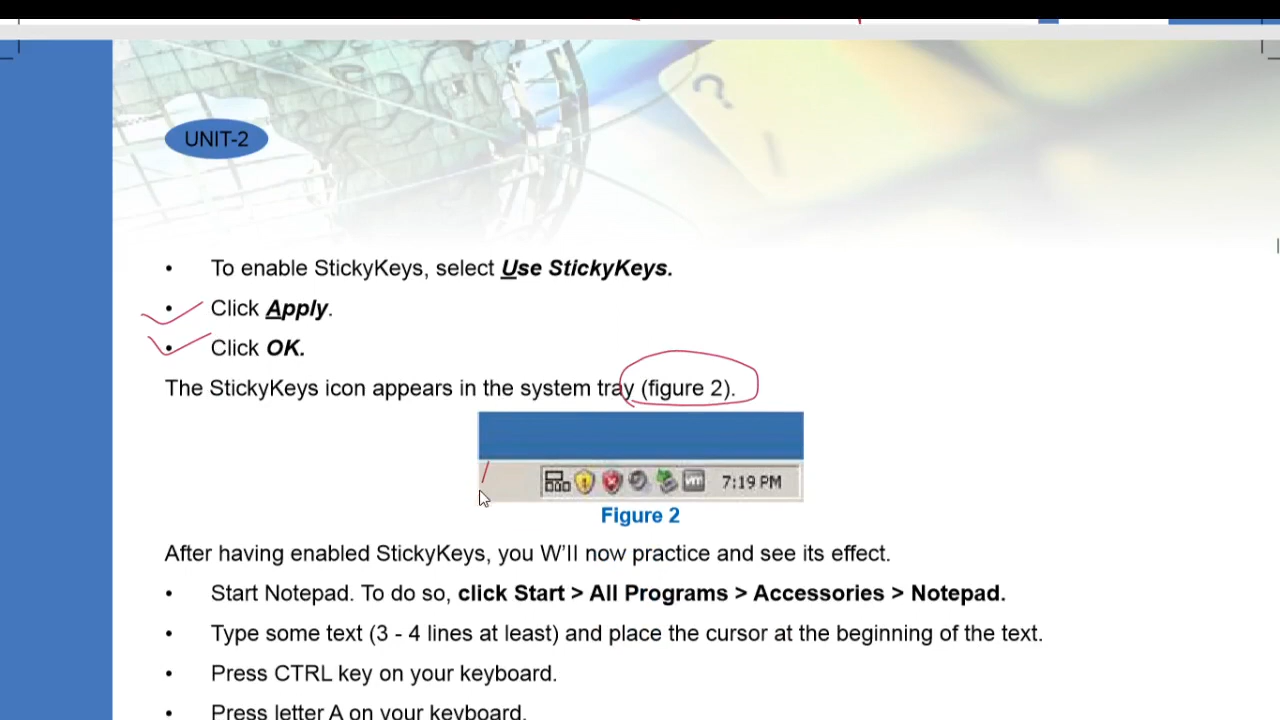 UNIT-2
• To enable StickyKeys, select Use StickyKeys.
• Click Apply.
• Click OK.
The StickyKeys icon appears in the system tray (figure 2).
vm 7:19 PM
Figure 2
After having enabled StickyKeys, you W'll now practice and see its effect.
• Start Notepad. To do so, click Start > All Programs > Accessories > Notepad.
• Type some text (3 - 4 lines at least) and place the cursor at the beginning of the text.
• Press CTRL key on your keyboard.
• Press letter A on your keyboard.